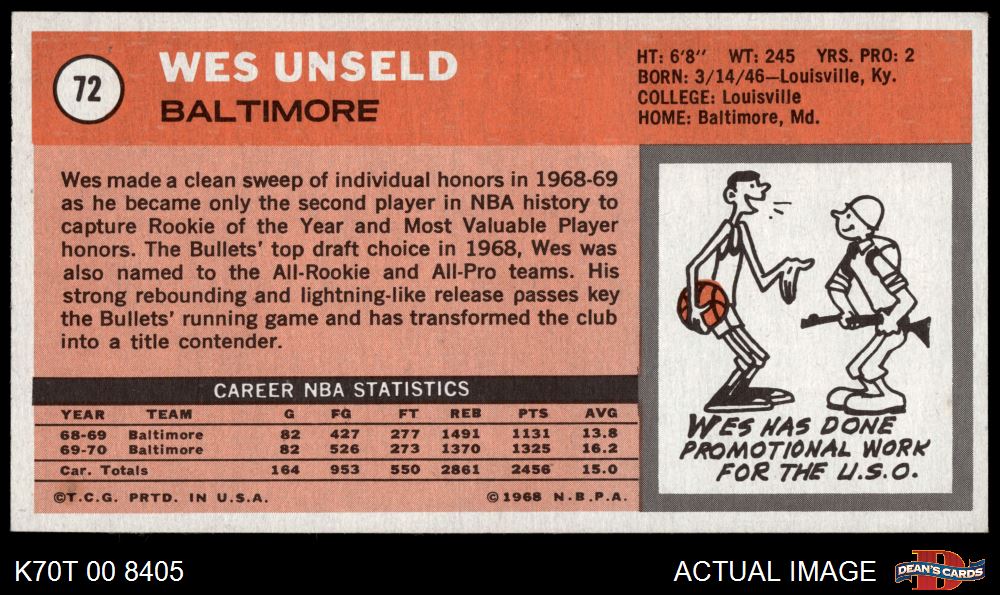 72
WES UNSELD
BALTIMORE
HT: 6'8" WT: 245 YRS. PRO: 2
BORN: 3/14/46—Louisville, Ky.
COLLEGE: Louisville
HOME: Baltimore, Md.
Wes made a clean sweep of individual honors in 1968-69
as he became only the second player in NBA history to
capture Rookie of the Year and Most Valuable Player
honors. The Bullets' top draft choice in 1968, Wes was
also named to the All-Rookie and All-Pro teams. His
strong rebounding and lightning-like release passes key
the Bullets' running game and has transformed the club
into a title contender.
CAREER NBA STATISTICS
YEAR TEAM G FG FT REB PTS AVG
68-69 Baltimore 82 427 277 1491 1131 13.8
69-70 Baltimore 82 526 273 1370 1325 16.2
Car. Totals 164 953 550 2861 2456 15.0
©T.C.G. PRTD. IN U.S.A. ©1968 N.B.P.A.
WES HAS DONE
PROMOTIONAL WORK
FOR THE U.S.O.
K70T 00 8405
ACTUAL IMAGE
D
DEAN'S CARDS